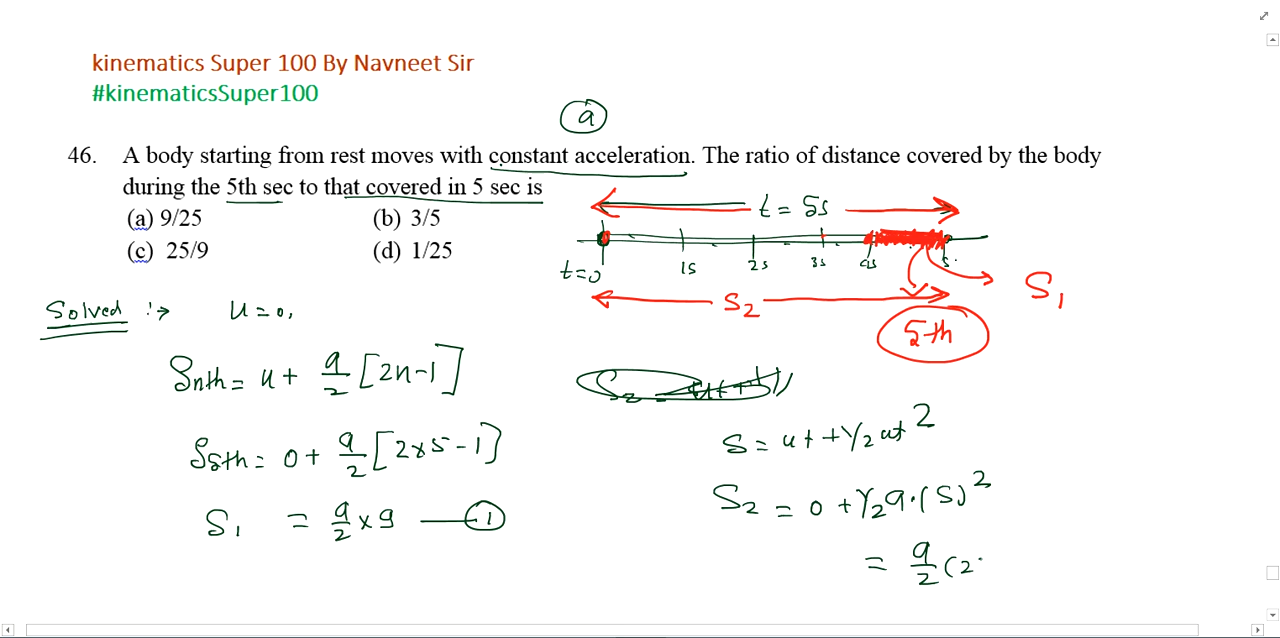 kinematics Super 100 By Navneet Sir
#kinematicsSuper100
a
46. A body starting from rest moves with constant acceleration. The ratio of distance covered by the body
during the 5th sec to that covered in 5 sec is
(a) 9/25 (b) 3/5
(c) 25/9 (d) 1/25
t = 5s
t=0 1s 2s 3s 4s 5.
S1
S2
5th
Solved :→ u=0,
Snth = u + a/2 [2n-1]
S5th = 0 + a/2 [2×5-1]
S1 = a/2 × 9 —①
S = ut + 1/2 at²
S2 = 0 + 1/2 a.(5)²
= a/2 (2